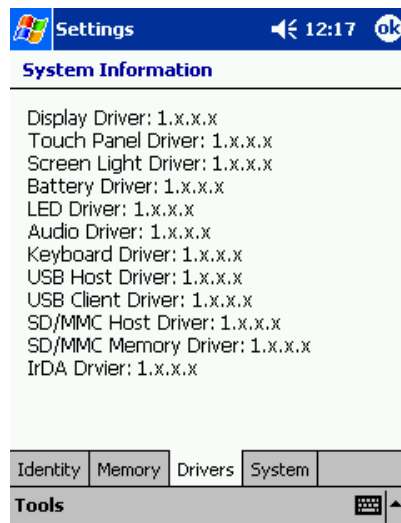 Settings 12:17 ok
System Information
Display Driver: 1.x.x.x
Touch Panel Driver: 1.x.x.x
Screen Light Driver: 1.x.x.x
Battery Driver: 1.x.x.x
LED Driver: 1.x.x.x
Audio Driver: 1.x.x.x
Keyboard Driver: 1.x.x.x
USB Host Driver: 1.x.x.x
USB Client Driver: 1.x.x.x
SD/MMC Host Driver: 1.x.x.x
SD/MMC Memory Driver: 1.x.x.x
IrDA Drvier: 1.x.x.x
Identity Memory Drivers System
Tools